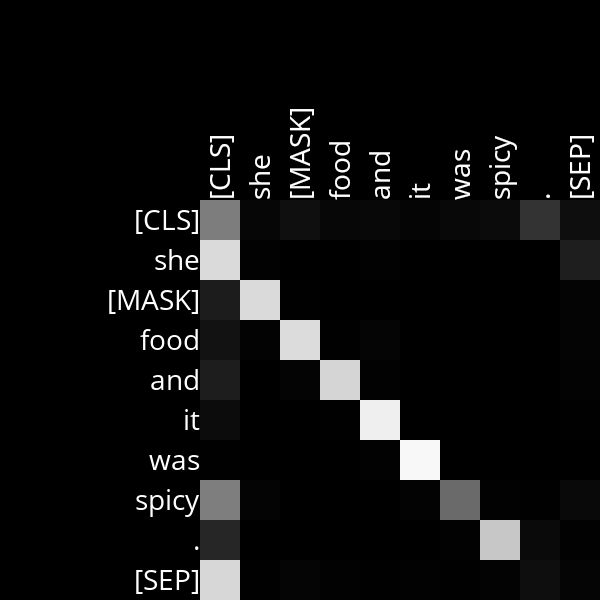 [CLS] she [MASK] food and it was spicy . [SEP]
[CLS]
she
[MASK]
food
and
it
was
spicy
.
[SEP]